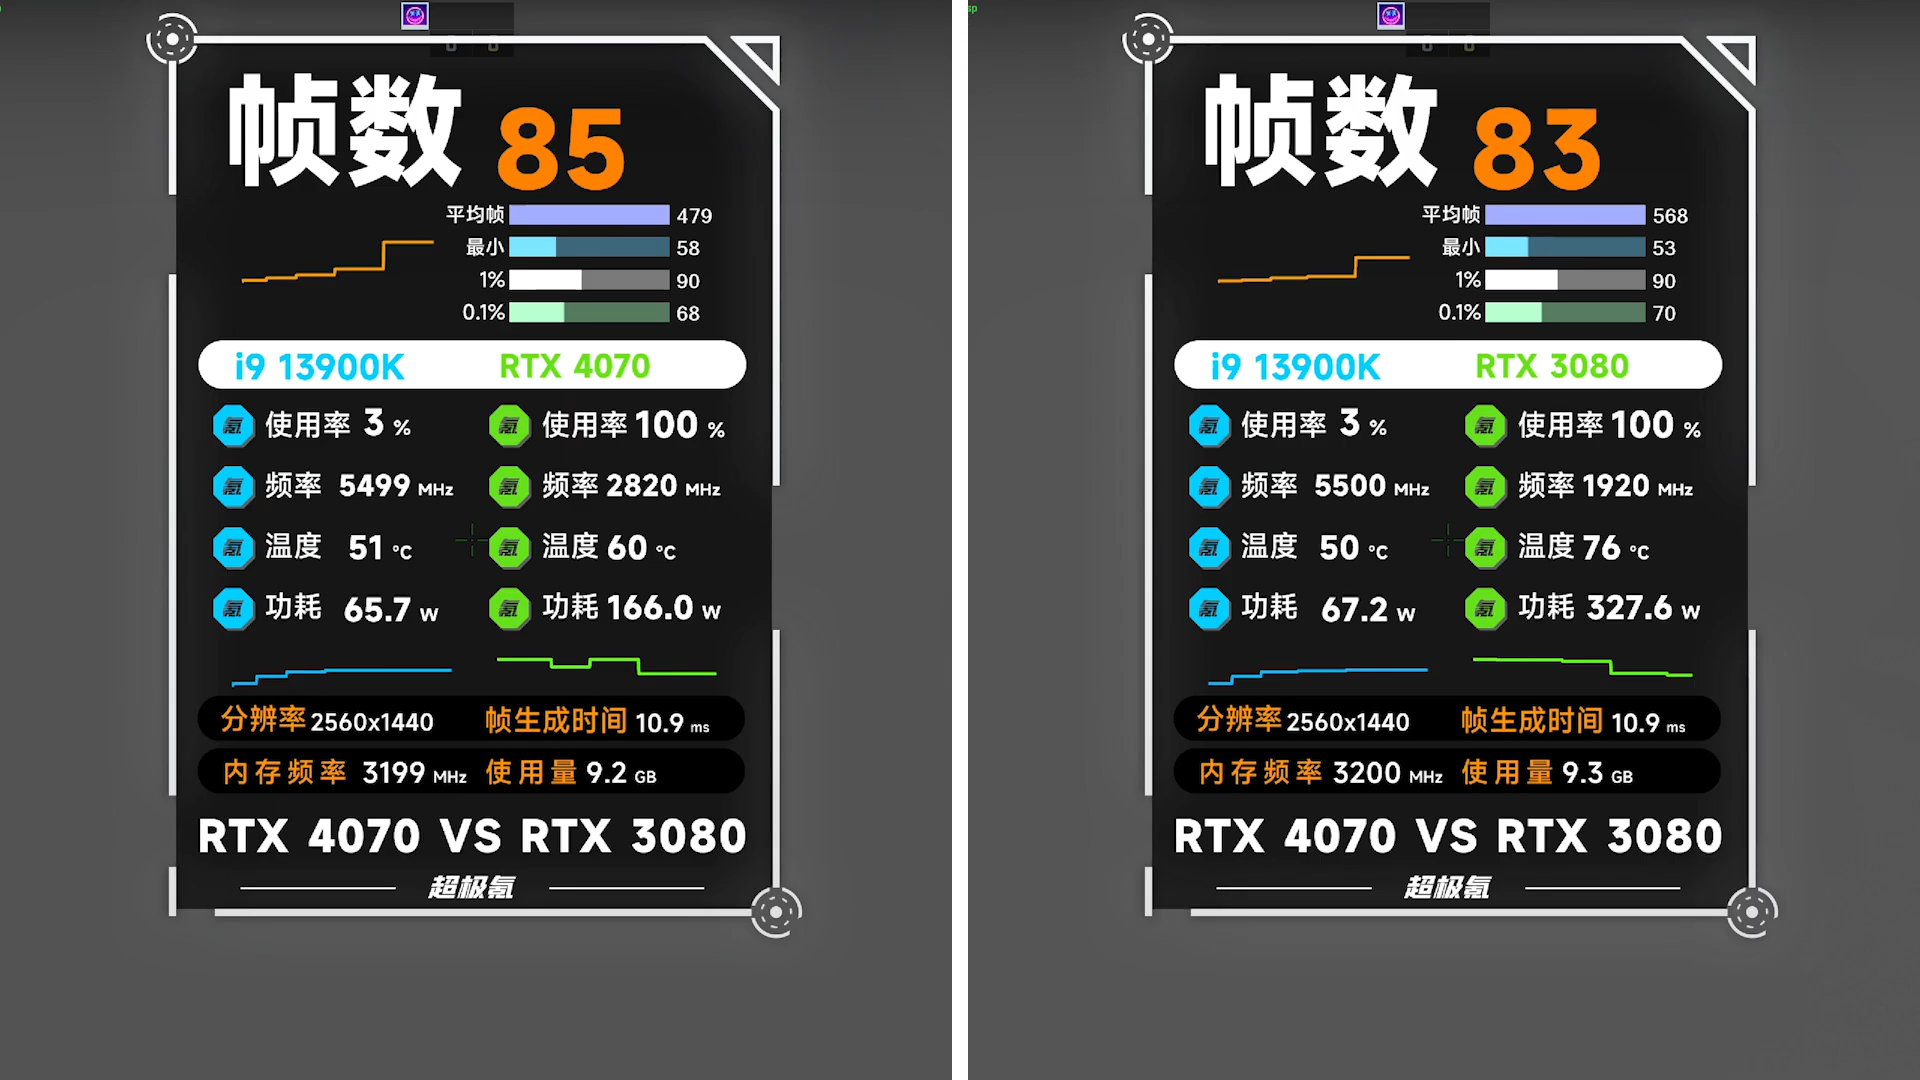 帧数 85
平均帧 479
最小 58
1% 90
0.1% 68
i9 13900K RTX 4070
使用率 3 % 使用率 100 %
频率 5499 MHz 频率 2820 MHz
温度 51 °C 温度 60 °C
功耗 65.7 W 功耗 166.0 W
分辨率 2560x1440 帧生成时间 10.9 ms
内存频率 3199 MHz 使用量 9.2 GB
RTX 4070 VS RTX 3080
超极氪
sp
帧数 83
平均帧 568
最小 53
1% 90
0.1% 70
i9 13900K RTX 3080
使用率 3 % 使用率 100 %
频率 5500 MHz 频率 1920 MHz
温度 50 °C 温度 76 °C
功耗 67.2 W 功耗 327.6 W
分辨率 2560x1440 帧生成时间 10.9 ms
内存频率 3200 MHz 使用量 9.3 GB
RTX 4070 VS RTX 3080
超极氪